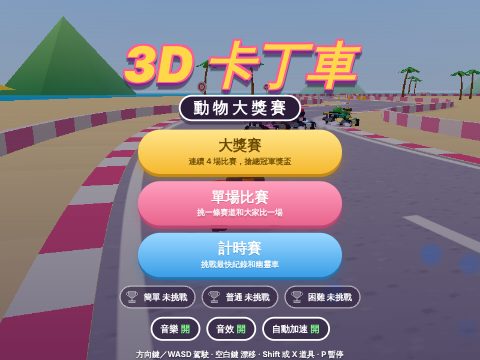 3D 卡丁車
動物大獎賽
大獎賽
連續 4 場比賽，搶總冠軍獎盃
單場比賽
挑一條賽道和大家比一場
計時賽
挑戰最快紀錄和幽靈車
簡單 未挑戰
普通 未挑戰
困難 未挑戰
音樂 開
音效 開
自動加速 開
方向鍵／WASD 駕駛 · 空白鍵 漂移 · Shift 或 X 道具 · P 暫停